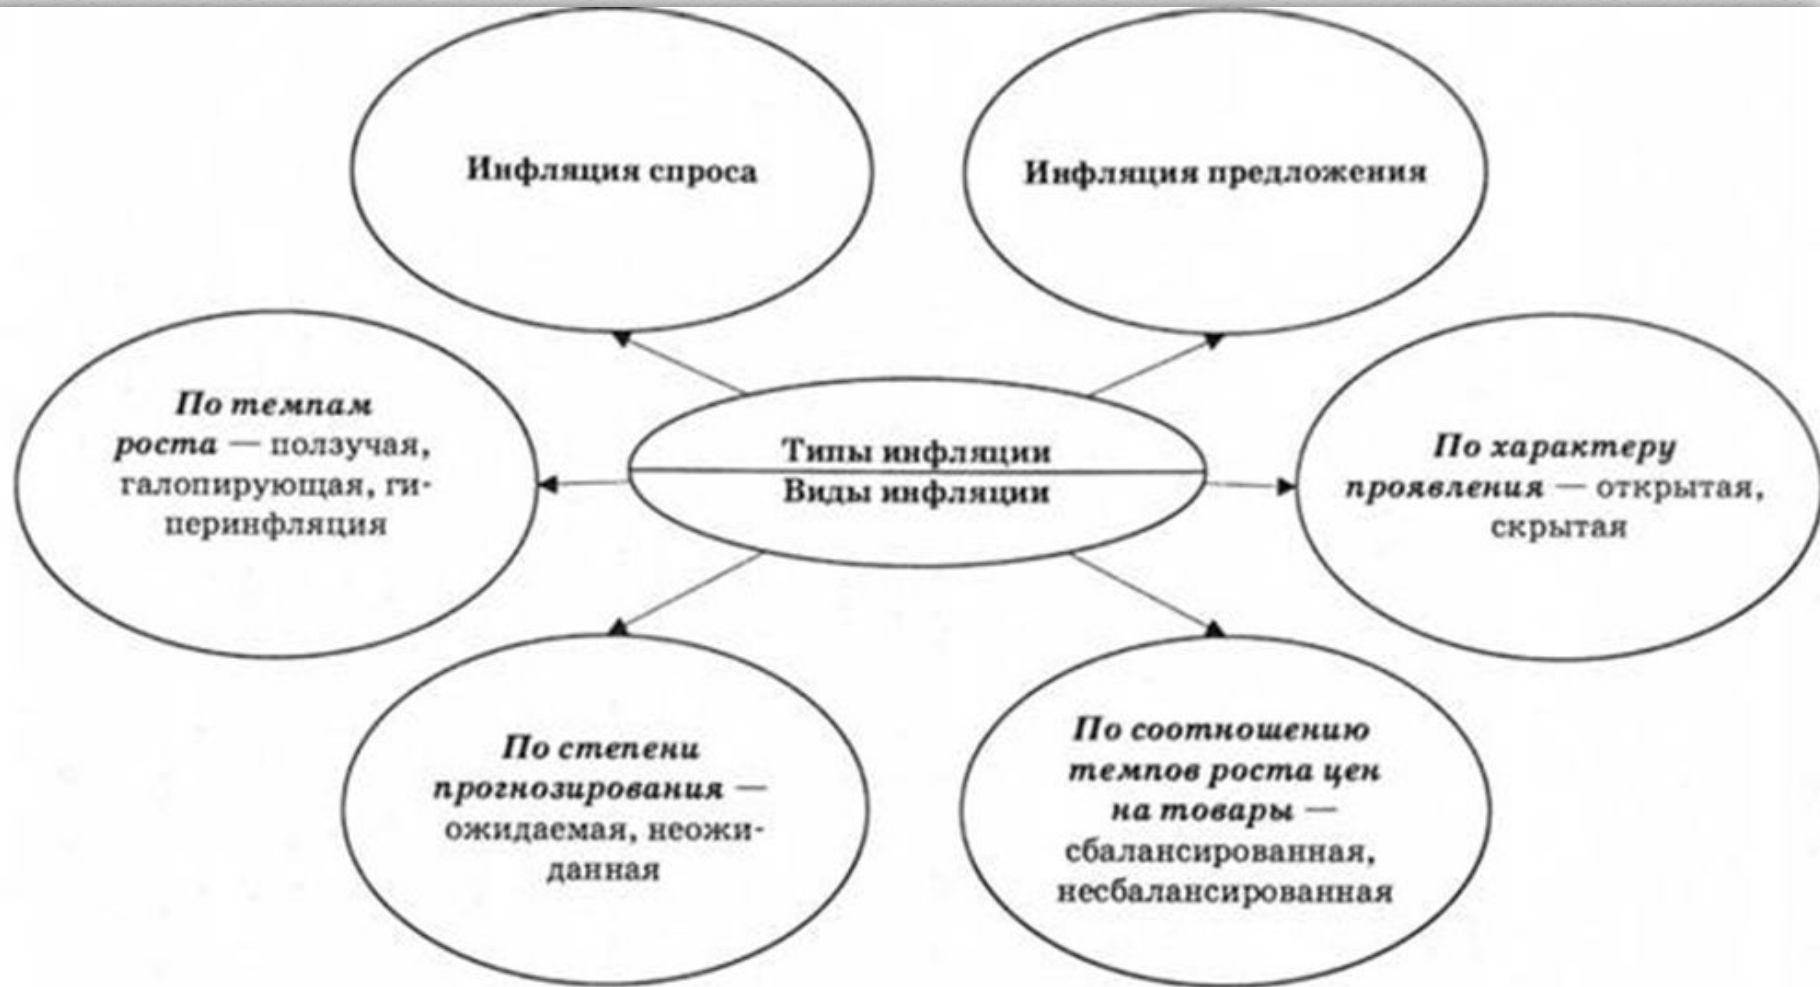 Инфляция спроса
Инфляция предложения
По темпам
роста — ползучая,
галопирующая, ги-
перинфляция
Типы инфляции
Виды инфляции
По характеру
проявления — открытая,
скрытая
По степени
прогнозирования —
ожидаемая, неожи-
данная
По соотношению
темпов роста цен
на товары —
сбалансированная,
несбалансированная